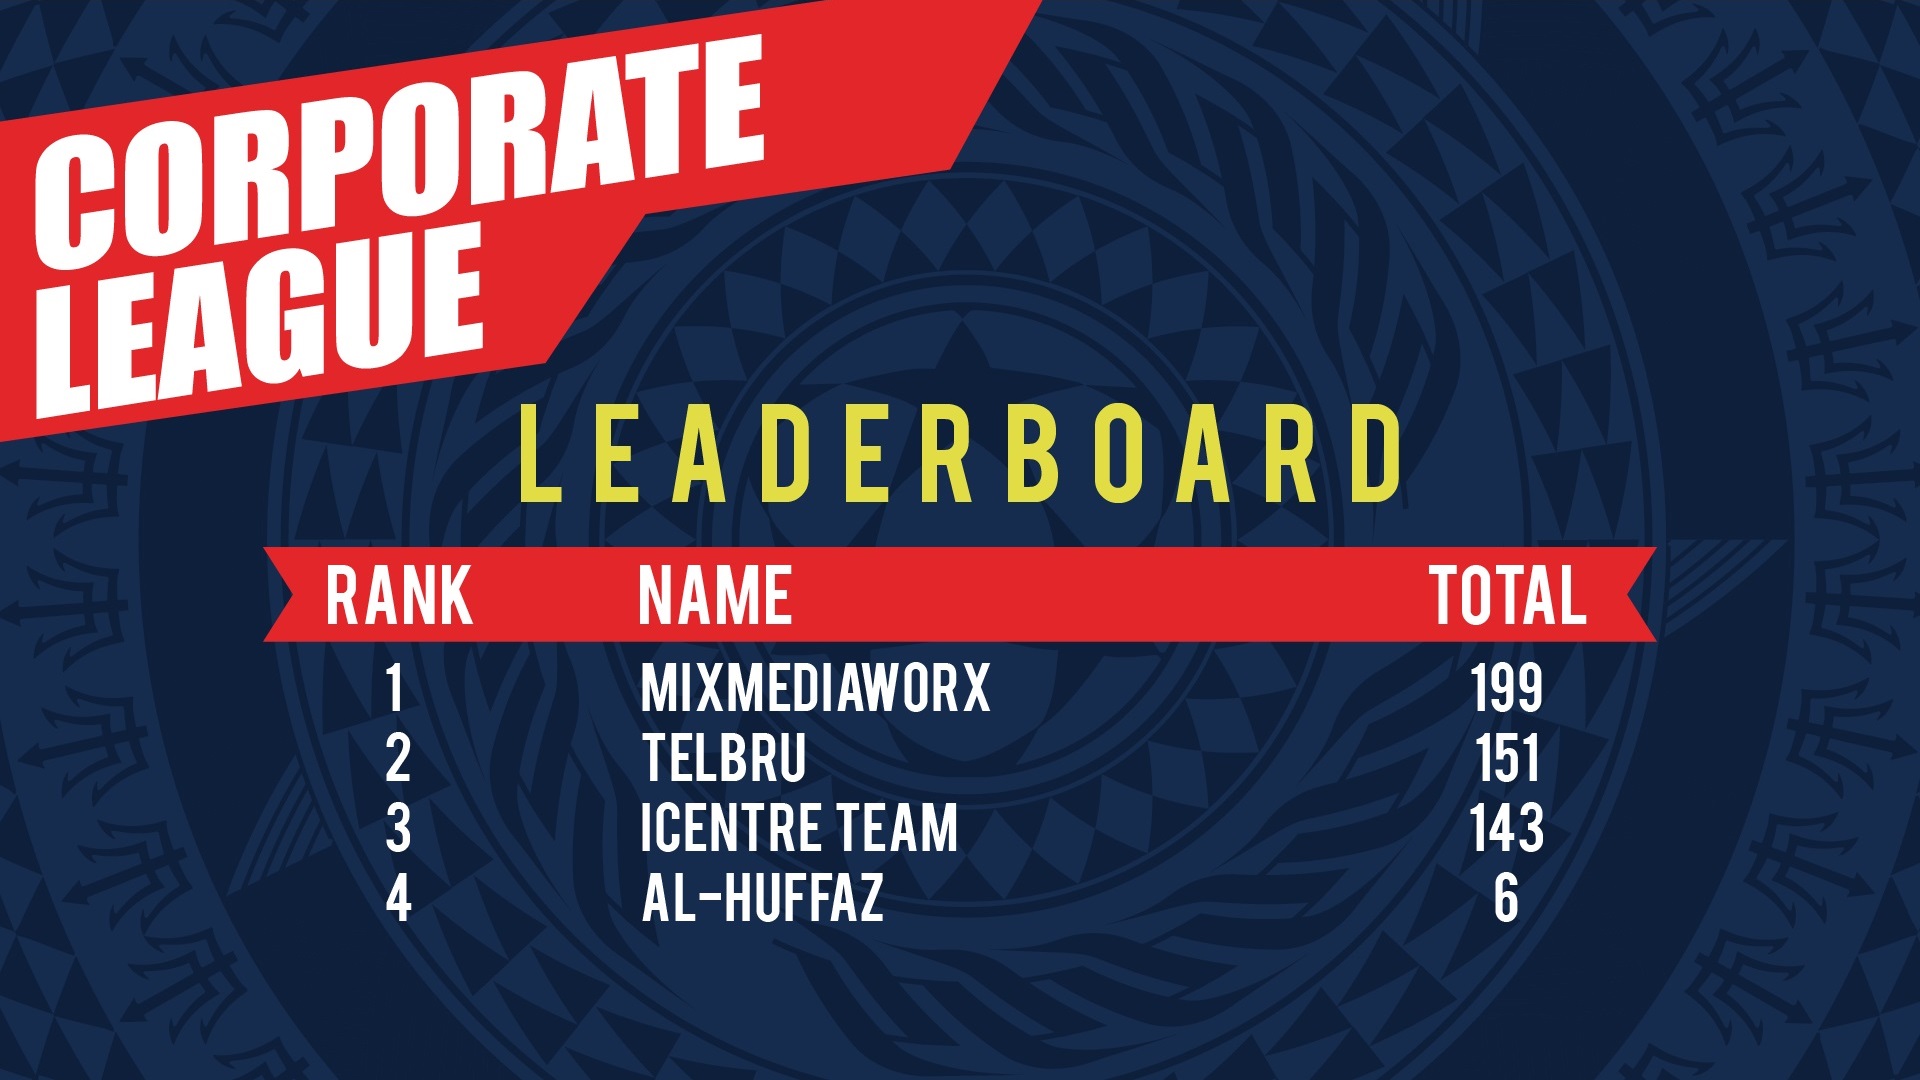 CORPORATE
LEAGUE
LEADERBOARD
RANK NAME TOTAL
1 MIXMEDIAWORX 199
2 TELBRU 151
3 ICENTRE TEAM 143
4 AL-HUFFAZ 6